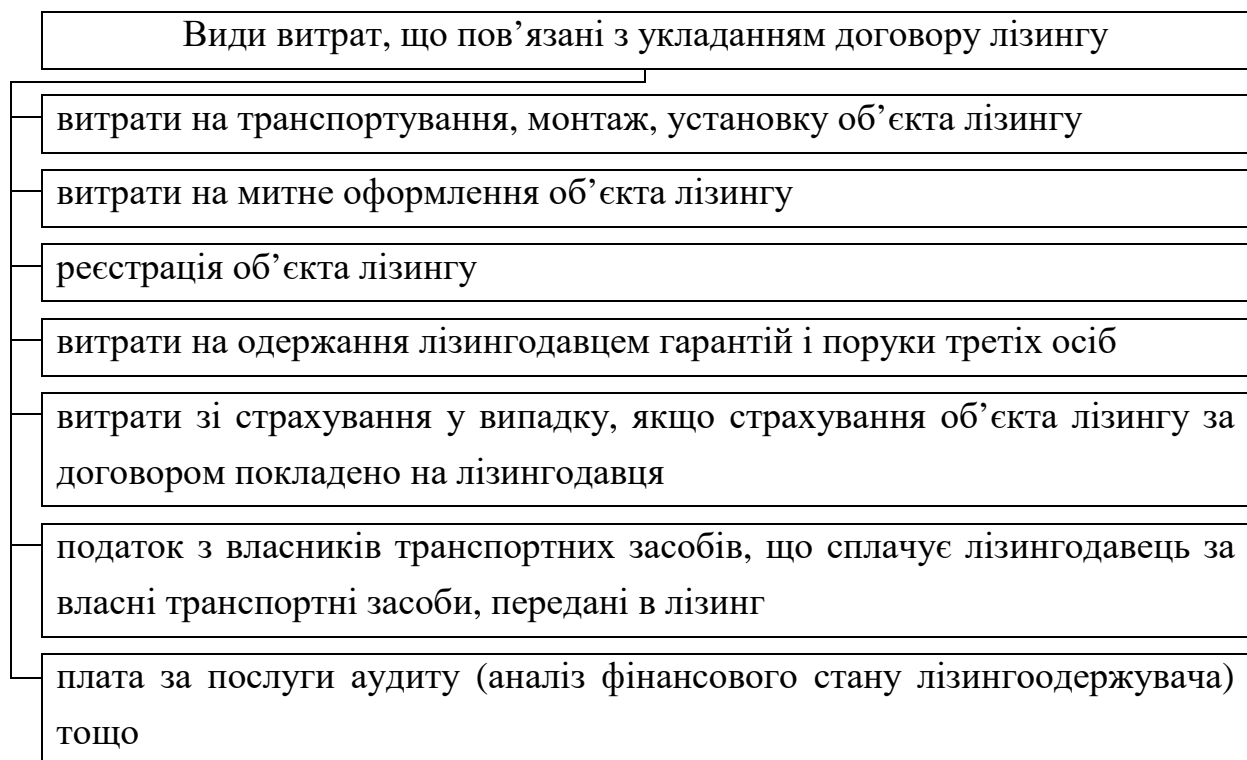 Види витрат, що пов’язані з укладанням договору лізингу
витрати на транспортування, монтаж, установку об’єкта лізингу
витрати на митне оформлення об’єкта лізингу
реєстрація об’єкта лізингу
витрати на одержання лізингодавцем гарантій і поруки третіх осіб
витрати зі страхування у випадку, якщо страхування об’єкта лізингу за
договором покладено на лізингодавця
податок з власників транспортних засобів, що сплачує лізингодавець за
власні транспортні засоби, передані в лізинг
плата за послуги аудиту (аналіз фінансового стану лізингоодержувача)
тощо